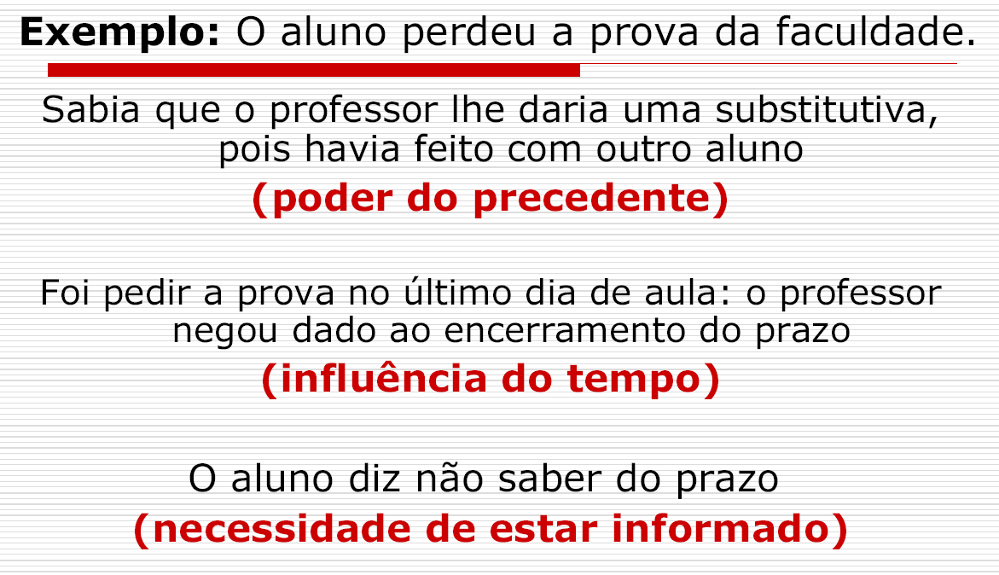 Exemplo: O aluno perdeu a prova da faculdade.
Sabia que o professor lhe daria uma substitutiva,
pois havia feito com outro aluno
(poder do precedente)
Foi pedir a prova no último dia de aula: o professor
negou dado ao encerramento do prazo
(influência do tempo)
O aluno diz não saber do prazo
(necessidade de estar informado)